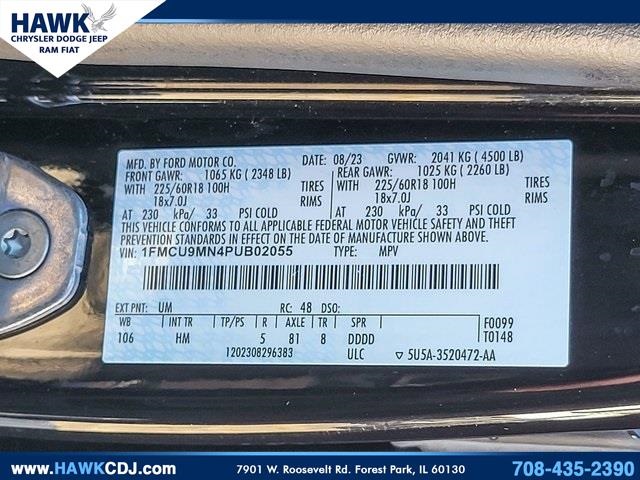 HAWK
CHRYSLER DODGE JEEP
RAM FIAT
MFD. BY FORD MOTOR CO. DATE: 08/23 GVWR: 2041 KG ( 4500 LB)
FRONT GAWR: 1065 KG ( 2348 LB) REAR GAWR: 1025 KG ( 2260 LB)
WITH 225/60R18 100H TIRES WITH 225/60R18 100H TIRES
18x7.0J RIMS 18x7.0J RIMS
AT 230 kPa/ 33 PSI COLD AT 230 kPa/ 33 PSI COLD
THIS VEHICLE CONFORMS TO ALL APPLICABLE FEDERAL MOTOR VEHICLE SAFETY AND THEFT PREVENTION
STANDARDS IN EFFECT ON THE DATE OF MANUFACTURE SHOWN ABOVE.
VIN: 1FMCU9MN4PUB02055 TYPE: MPV
EXT PNT: UM RC: 48 DSO:
WB INT TR TP/PS R AXLE TR SPR F0099
106 HM 5 81 8 DDDD T0148
1202308296383 ULC 5U5A-3520472-AA
www.HAWKCDJ.com 7901 W. Roosevelt Rd. Forest Park, IL 60130 708-435-2390